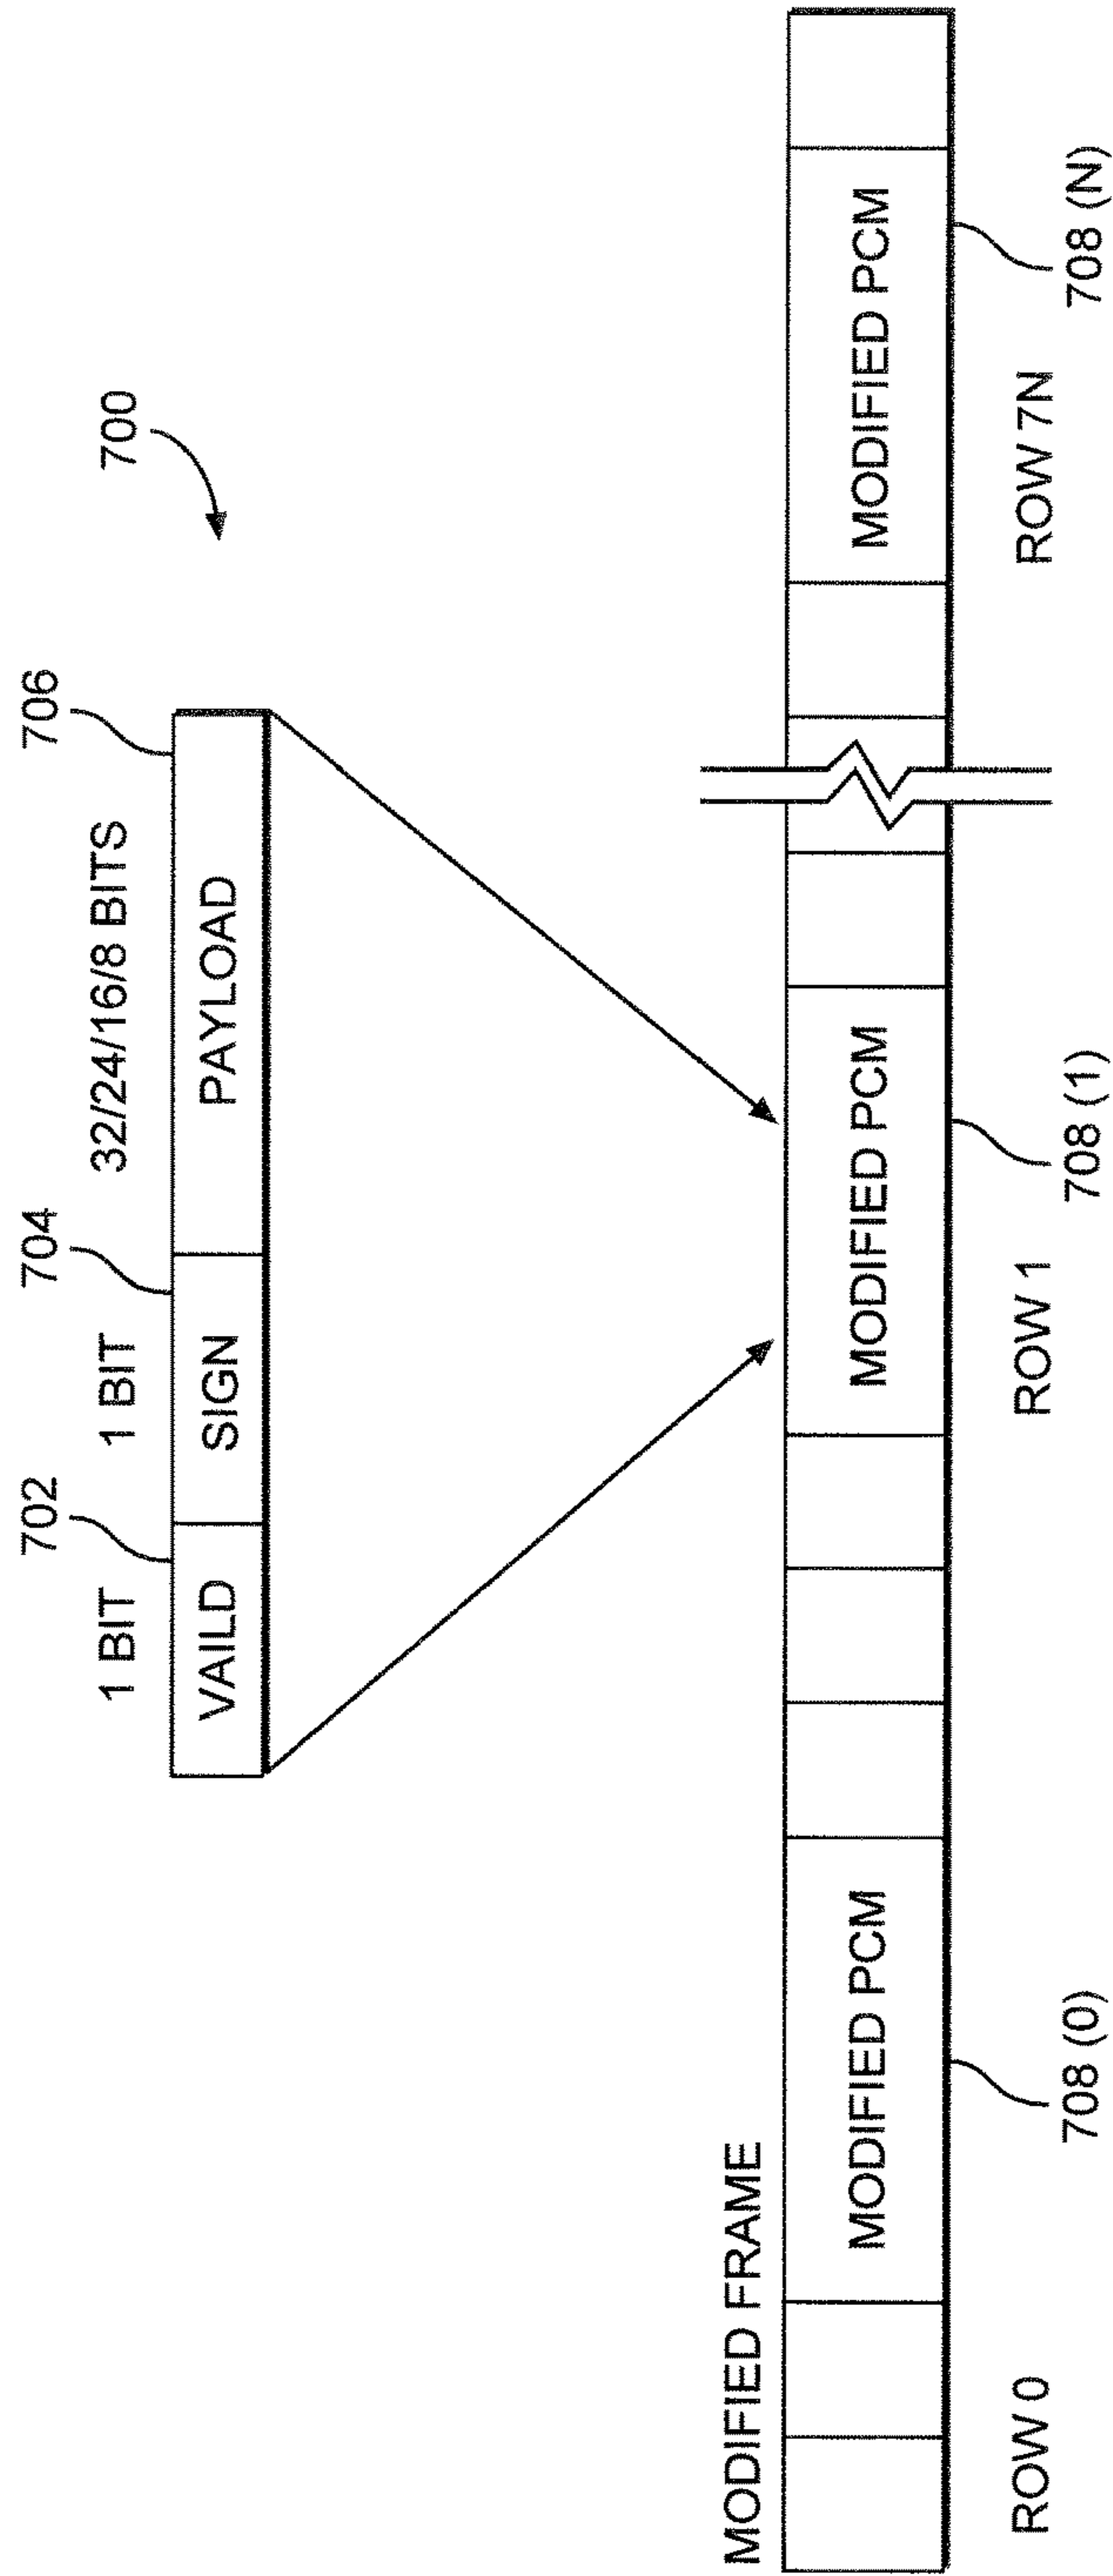 700
702
704
706
1 BIT
1 BIT
32/24/16/8 BITS
VAILD
SIGN
PAYLOAD
MODIFIED FRAME
MODIFIED PCM
MODIFIED PCM
MODIFIED PCM
ROW 0
ROW 1
ROW 7N
708 (0)
708 (1)
708 (N)